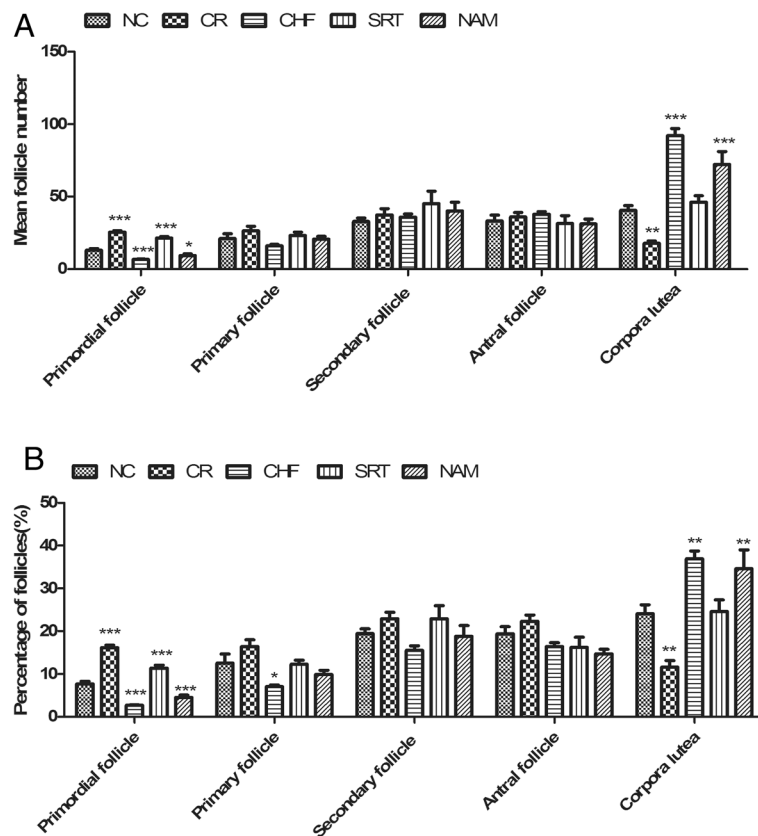 A
NC CR CHF SRT NAM
Mean follicle number
150
100
50
0
*** *** *** * ** *** ***
Primordial follicle
Primary follicle
Secondary follicle
Antral follicle
Corpora lutea
B
NC CR CHF SRT NAM
Percentage of follicles(%)
50
40
30
20
10
0
*** *** *** *** * ** ** **
Primordial follicle
Primary follicle
Secondary follicle
Antral follicle
Corpora lutea